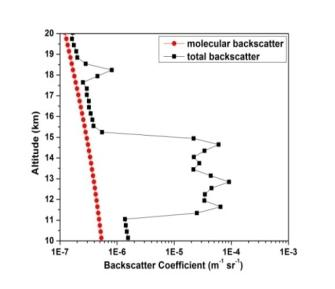 20
19
18
17
16
15
14
13
12
11
10
Altitude (km)
molecular backscatter
total backscatter
1E-7 1E-6 1E-5 1E-4 1E-3
Backscatter Coefficient (m⁻¹ sr⁻¹)